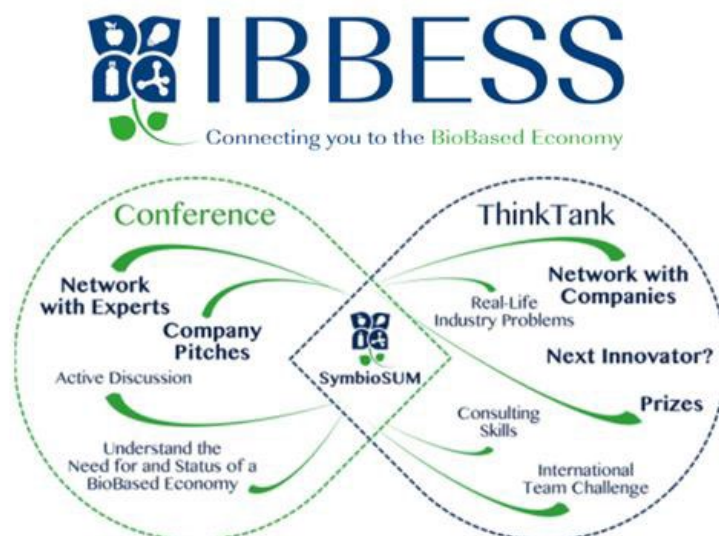 IBBESS
Connecting you to the BioBased Economy
Conference
Network
with Experts
Company
Pitches
Active Discussion
Understand the
Need for and Status of a
BioBased Economy
SymbioSUM
ThinkTank
Network with
Companies
Real-Life
Industry Problems
Next Innovator?
Prizes
Consulting
Skills
International
Team Challenge